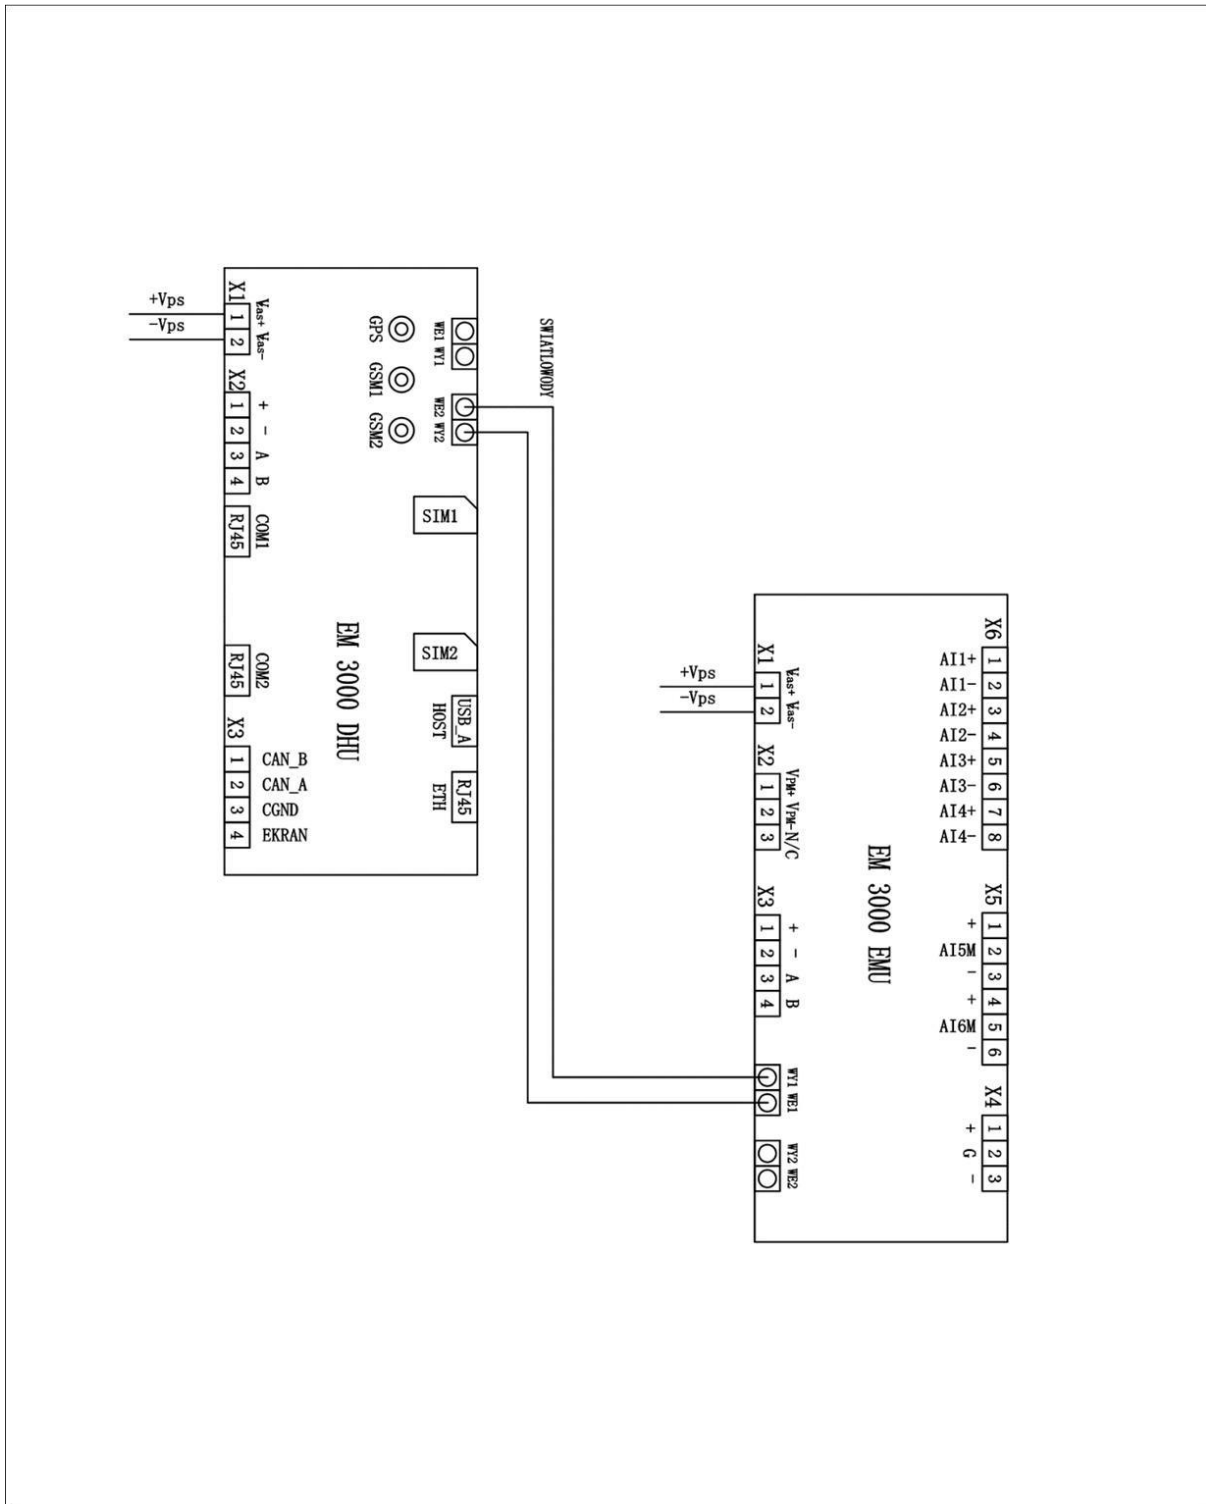 +Vps
-Vps
X1
1
2
Vzas+ Vzas-
X2
1
2
3
4
+
-
A
B
RJ45
COM1
RJ45
COM2
X3
1
2
3
4
CAN_B
CAN_A
CGND
EKRAN
EM 3000 DHU
GPS
GSM1
GSM2
WE1 WY1
WE2 WY2
SIM1
SIM2
USB_A
HOST
RJ45
ETH
SWIATLOWODY
+Vps
-Vps
X1
1
2
Vzas+ Vzas-
X2
1
2
3
VPM+ VPM-N/C
X3
1
2
3
4
+
-
A
B
WY1 WE1
WY2 WE2
EM 3000 EMU
X6
AI1+ 1
AI1- 2
AI2+ 3
AI2- 4
AI3+ 5
AI3- 6
AI4+ 7
AI4- 8
X5
+ 1
AI5M 2
- 3
+ 4
AI6M 5
- 6
X4
+ 1
G 2
- 3